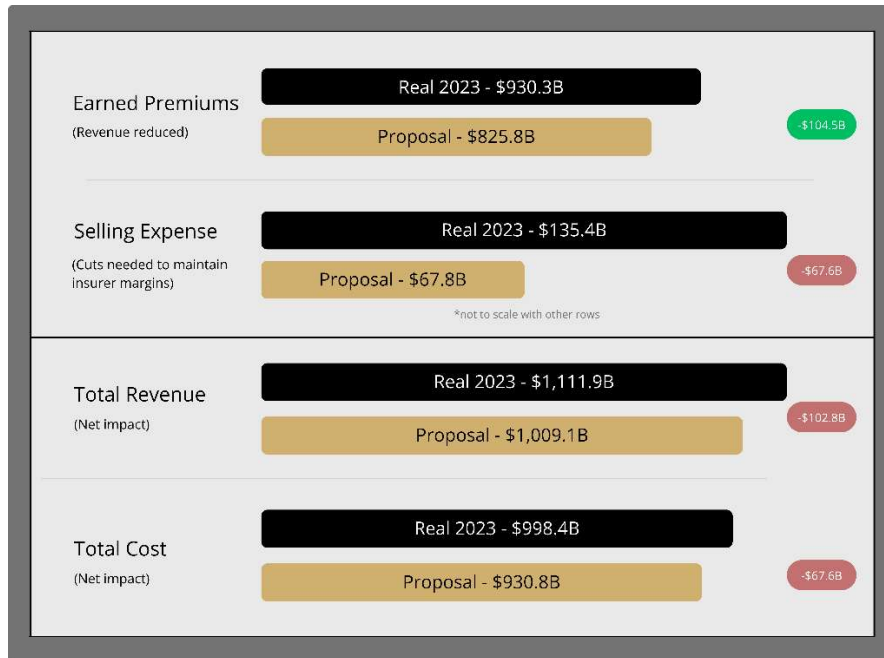 Earned Premiums
(Revenue reduced)
Real 2023 - $930.3B
Proposal - $825.8B
-$104.5B
Selling Expense
(Cuts needed to maintain
insurer margins)
Real 2023 - $135.4B
Proposal - $67.8B
-$67.6B
*not to scale with other rows
Total Revenue
(Net impact)
Real 2023 - $1,111.9B
Proposal - $1,009.1B
-$102.8B
Total Cost
(Net impact)
Real 2023 - $998.4B
Proposal - $930.8B
-$67.6B